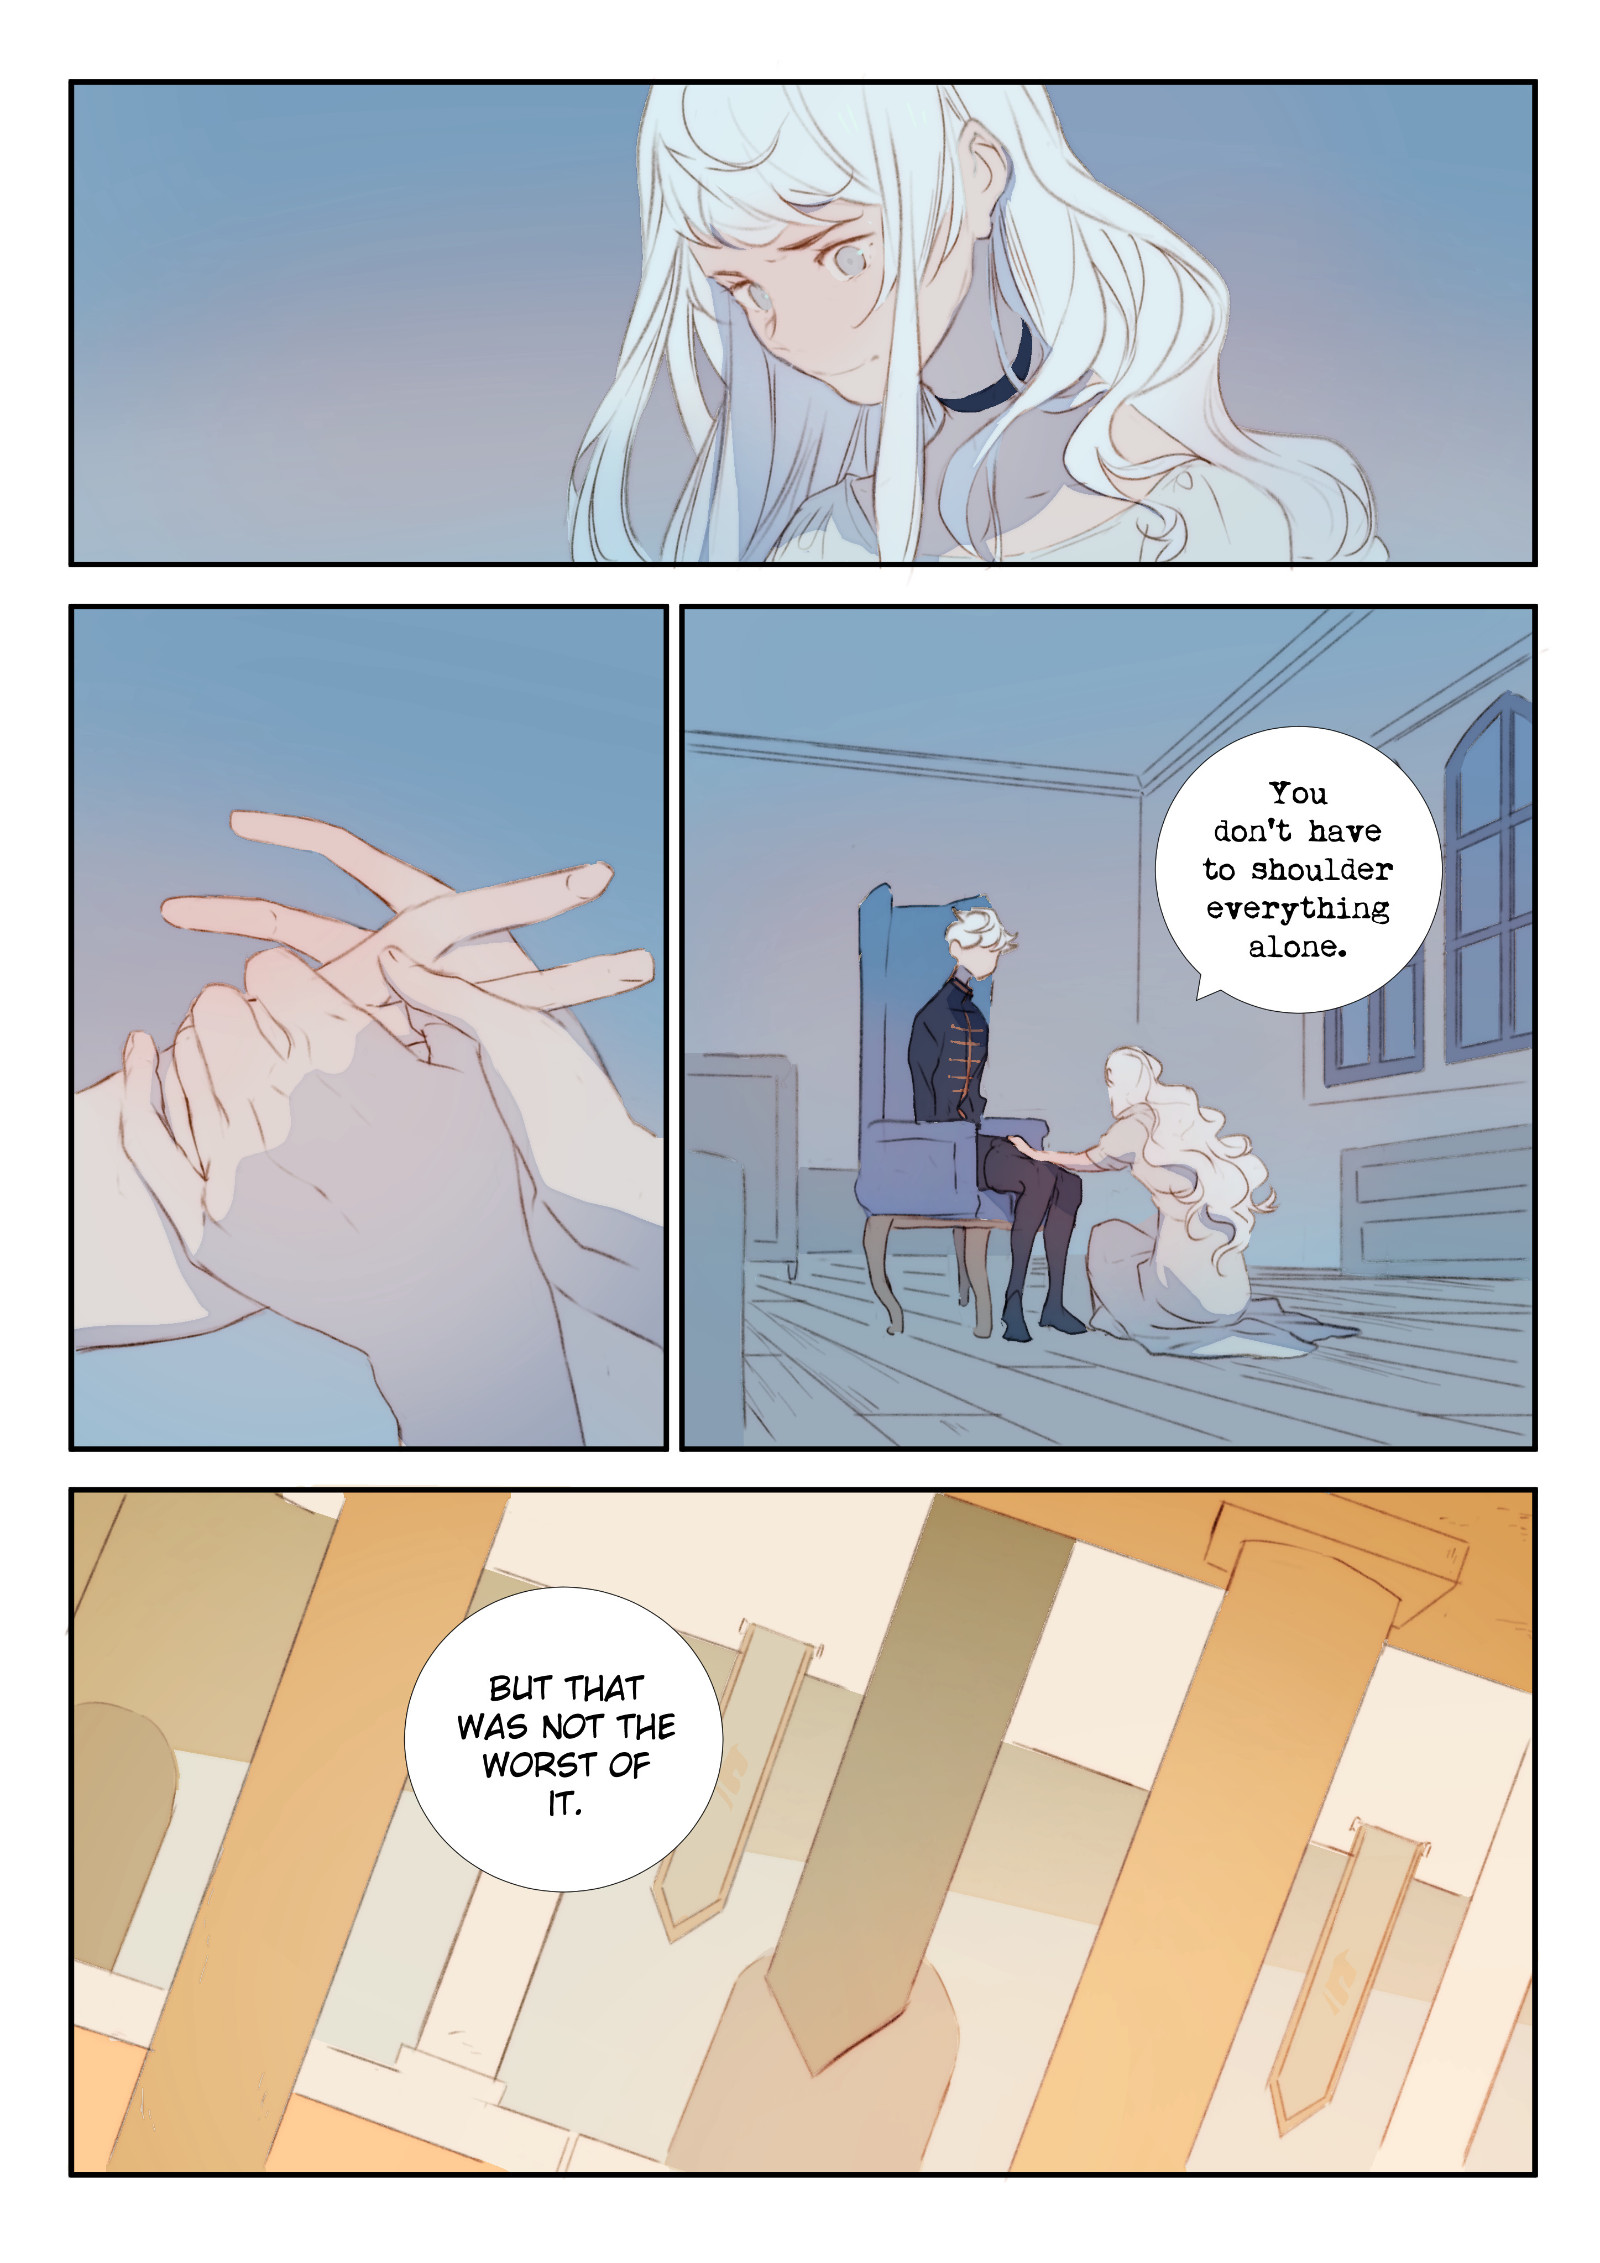 You
don't have
to shoulder
everything
alone.
BUT THAT
WAS NOT THE
WORST OF
IT.